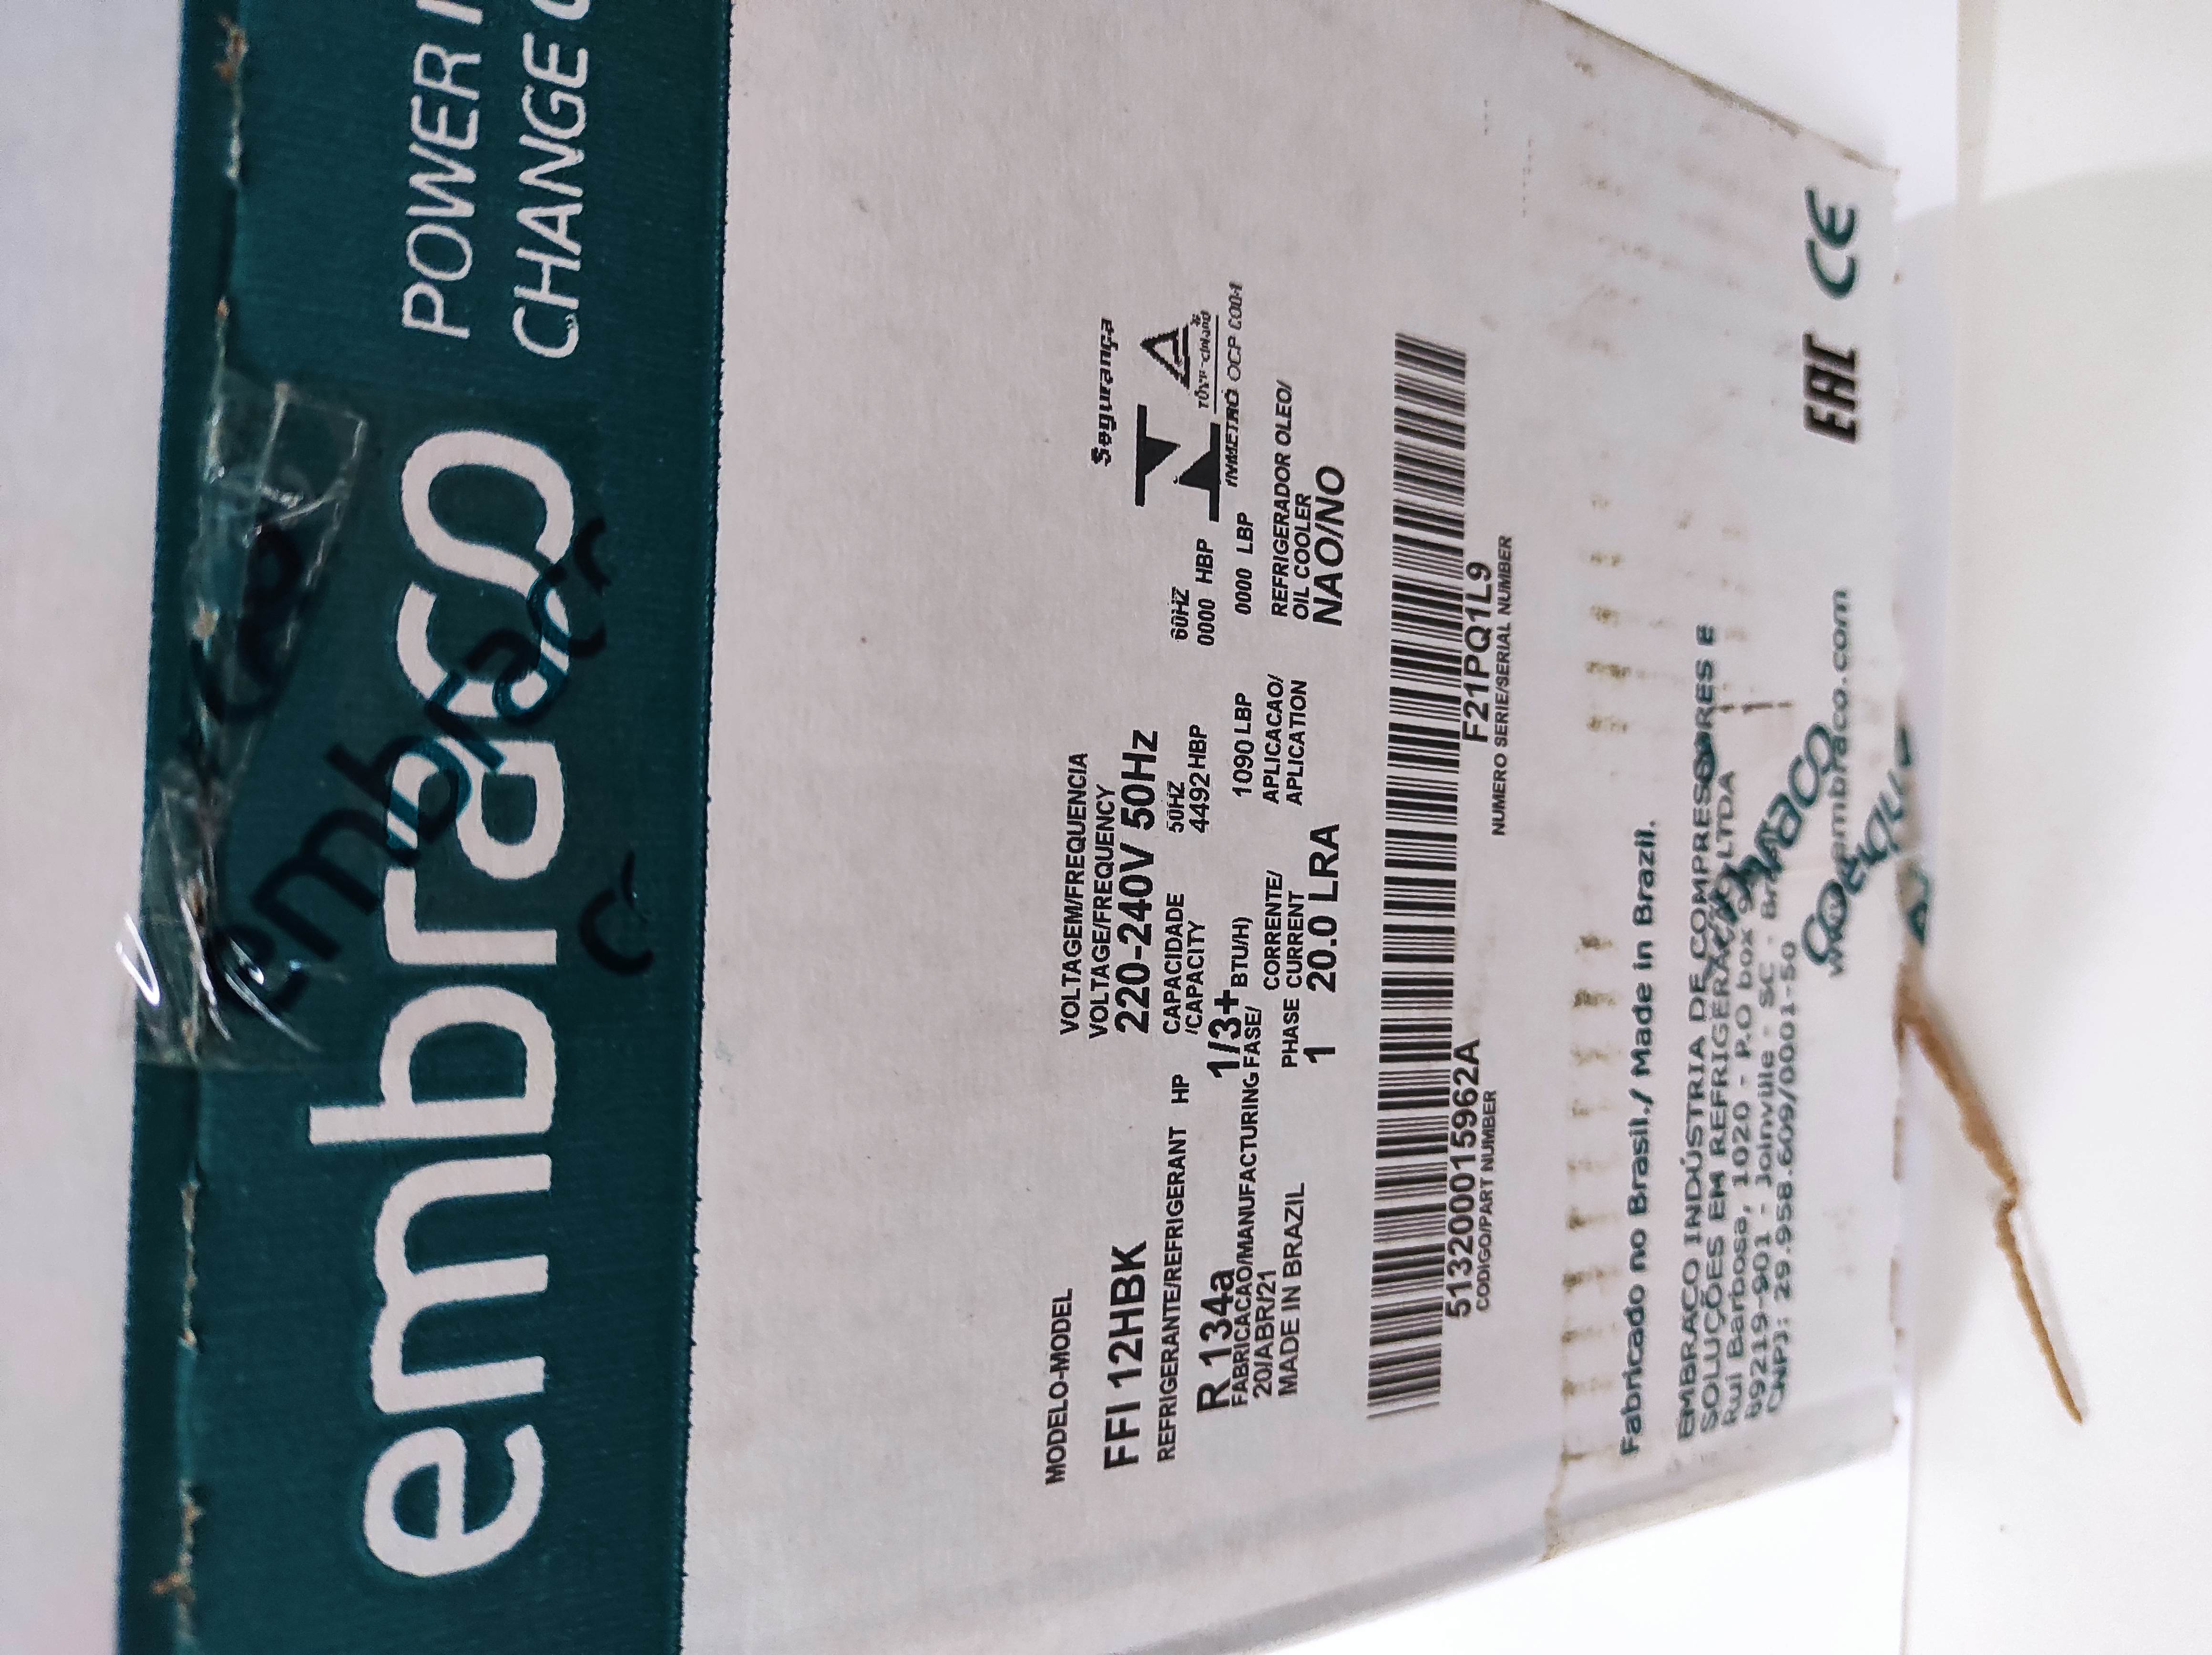 embraco
POWER I
CHANGE
embraco
MODELO-MODEL
FFI 12HBK
VOLTAGEM/FREQUENCIA
VOLTAGE/FREQUENCY
220-240V 50Hz
Segurança
REFRIGERANTE/REFRIGERANT
R 134a
HP
1/3+
CAPACIDADE
/CAPACITY
BTU/H)
50HZ
4492 HBP
1090 LBP
60HZ
0000 HBP
0000 LBP
INMETRO OCP 0004
FABRICACAO/MANUFACTURING
20/ABR/21
MADE IN BRAZIL
FASE/
PHASE
1
CORRENTE/
CURRENT
20.0 LRA
APLICACAO/
APLICATION
REFRIGERADOR OLEO/
OIL COOLER
NAO/NO
513200015962A
CODIGO/PART NUMBER
F21PQ1L9
NUMERO SERIE/SERIAL NUMBER
Fabricado no Brasil./ Made in Brazil.
EMBRACO INDÚSTRIA DE COMPRESSORES E
SOLUÇÕES EM REFRIGERAÇÃO LTDA
Rui Barbosa, 1020 - P.O box
89219-901 - Joinville - SC -
CNPJ: 29.958.609/0001-50
www.embraco.com
EAC CE